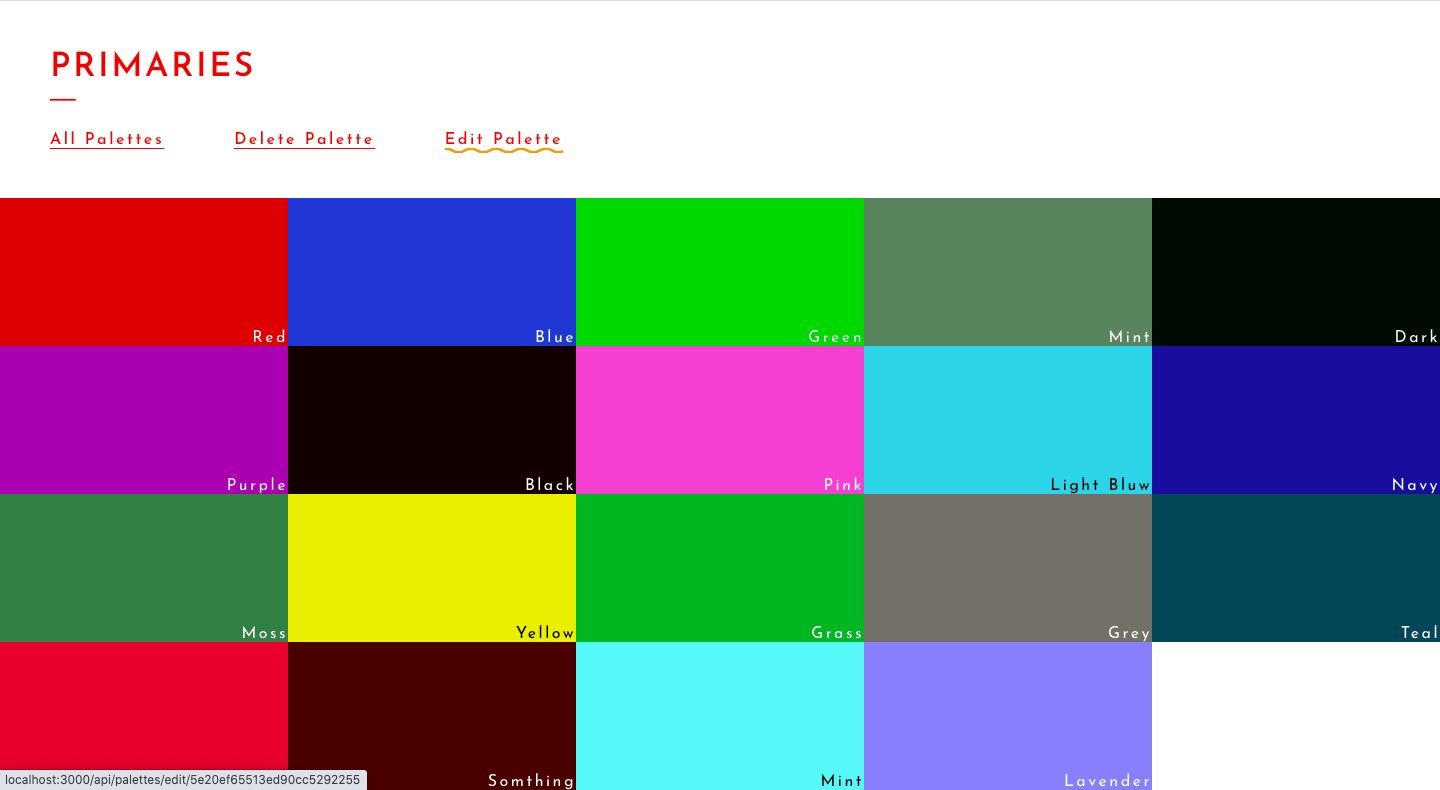 PRIMARIES
All Palettes Delete Palette Edit Palette
Red Blue Green Mint Dark
Purple Black Pink Light Bluw Navy
Moss Yellow Grass Grey Teal
Somthing Mint Lavender
localhost:3000/api/palettes/edit/5e20ef65513ed90cc5292255